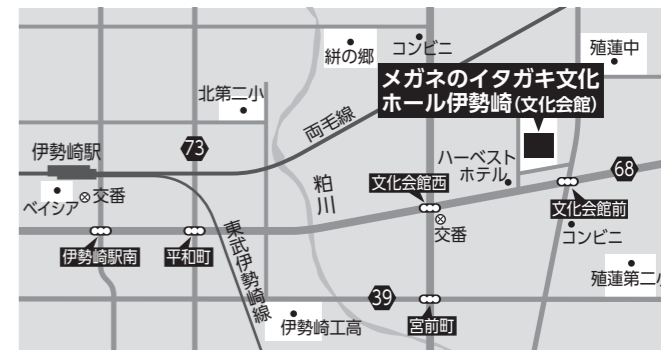 絣の郷
コンビニ
殖蓮中
メガネのイタガキ文化
ホール伊勢崎(文化会館)
北第二小
両毛線
73
伊勢崎駅
ハーベスト
ホテル
68
粕川
文化会館西
ベイシア
交番
文化会館前
交番
コンビニ
伊勢崎駅南
平和町
東武伊勢崎線
殖蓮第二小
39
伊勢崎工高
宮前町